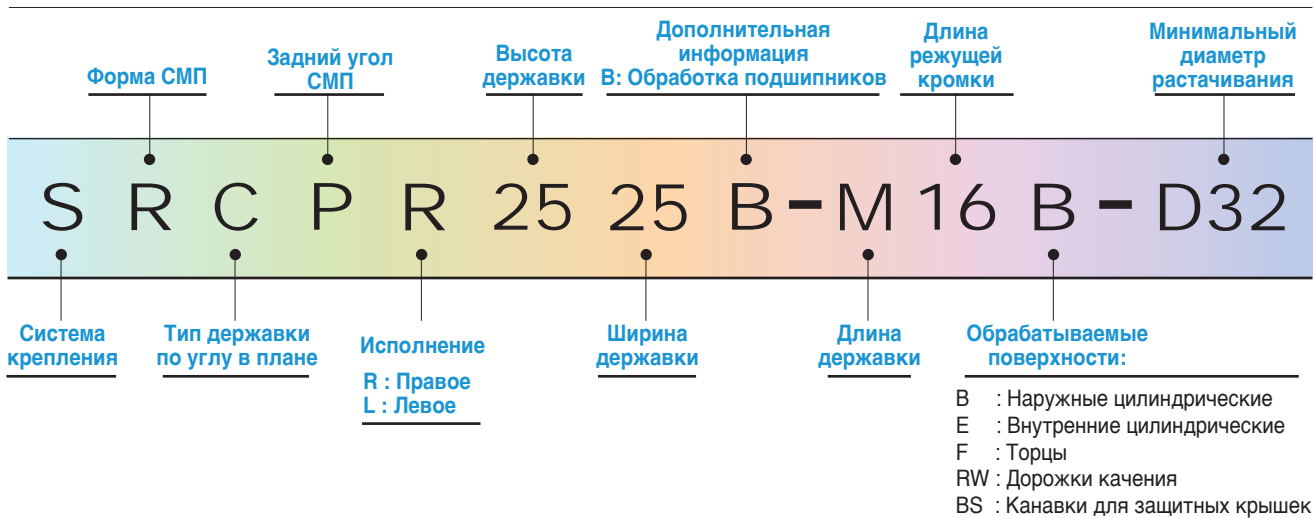 Форма СМП
Задний угол
СМП
Высота
державки
Дополнительная
информация
В: Обработка подшипников
Длина
режущей
кромки
Минимальный
диаметр
растачивания
S R C P R 25 25 B - M 16 B - D32
Система
крепления
Тип державки
по углу в плане
Исполнение
R : Правое
L : Левое
Ширина
державки
Длина
державки
Обрабатываемые
поверхности:
B : Наружные цилиндрические
E : Внутренние цилиндрические
F : Торцы
RW : Дорожки качения
BS : Канавки для защитных крышек